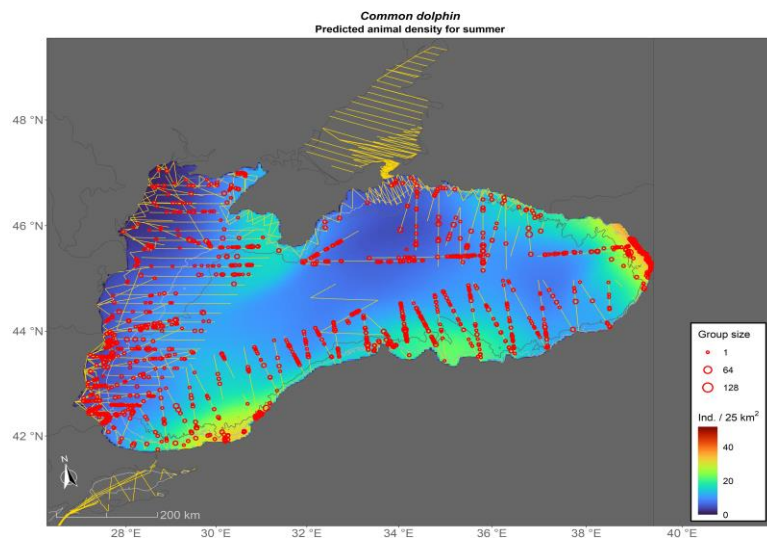 Common dolphin
Predicted animal density for summer
48 °N
46 °N
44 °N
42 °N
Group size
1
64
128
Ind. / 25 km²
40
20
0
N
200 km
28 °E
30 °E
32 °E
34 °E
36 °E
38 °E
40 °E